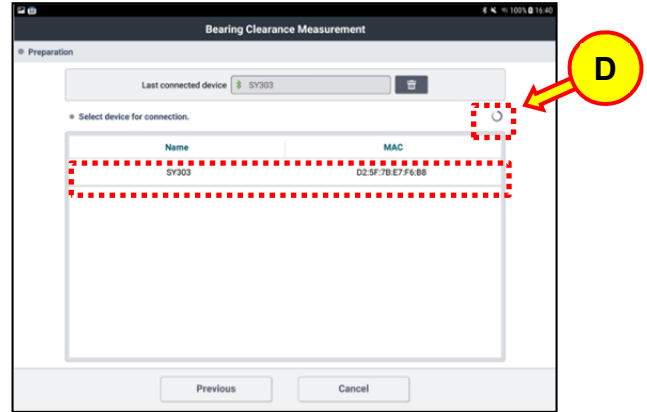 100% 16:40
Bearing Clearance Measurement
Preparation
D
Last connected device SY303
Select device for connection.
Name MAC
SY303 D2:5F:7B:E7:F6:B8
Previous Cancel